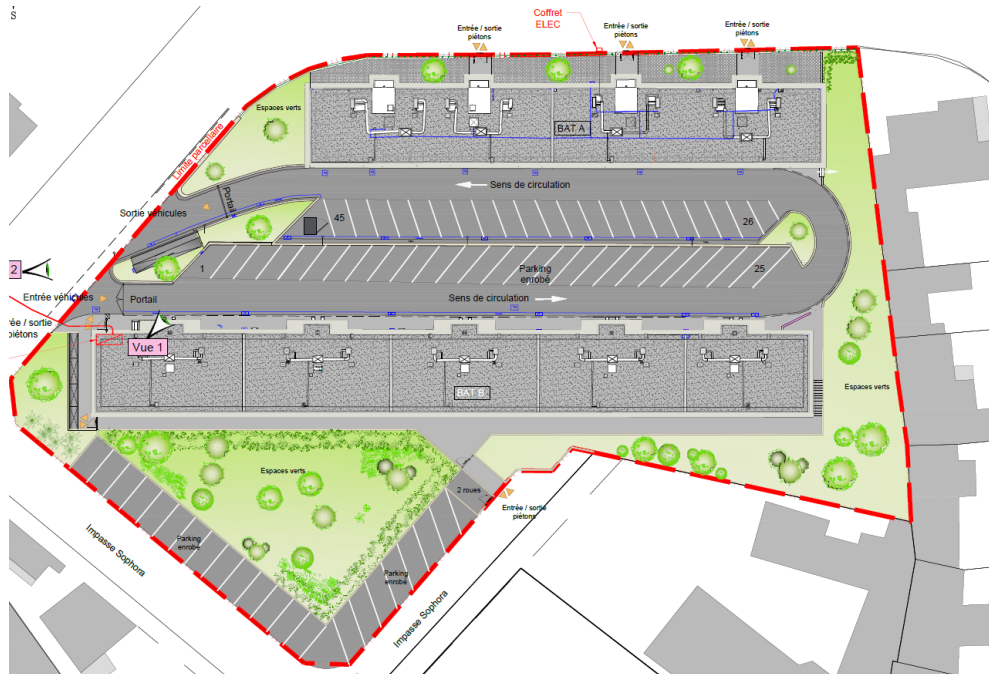 S
Coffret
ELEC
Entrée / sortie
piétons
Entrée / sortie
piétons
Entrée / sortie
piétons
Espaces verts
BAT A
Limite parcellaire
Sens de circulation
Portail
Sortie véhicules
45
26
2
1
Parking
enrobé
25
Entrée véhicules
Portail
Sens de circulation
rée / sortie
piétons
Vue 1
Espaces verts
BAT B
Espaces verts
2 roues
Entrée / sortie
piétons
Parking
enrobé
Parking
enrobé
Impasse Sophora
Impasse Sophora